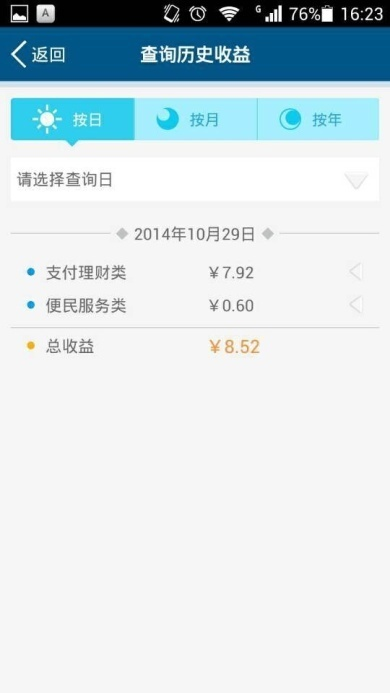 A G 76% 16:23
返回 查询历史收益
按日 按月 按年
请选择查询日
2014年10月29日
支付理财类 ¥7.92
便民服务类 ¥0.60
总收益 ¥8.52